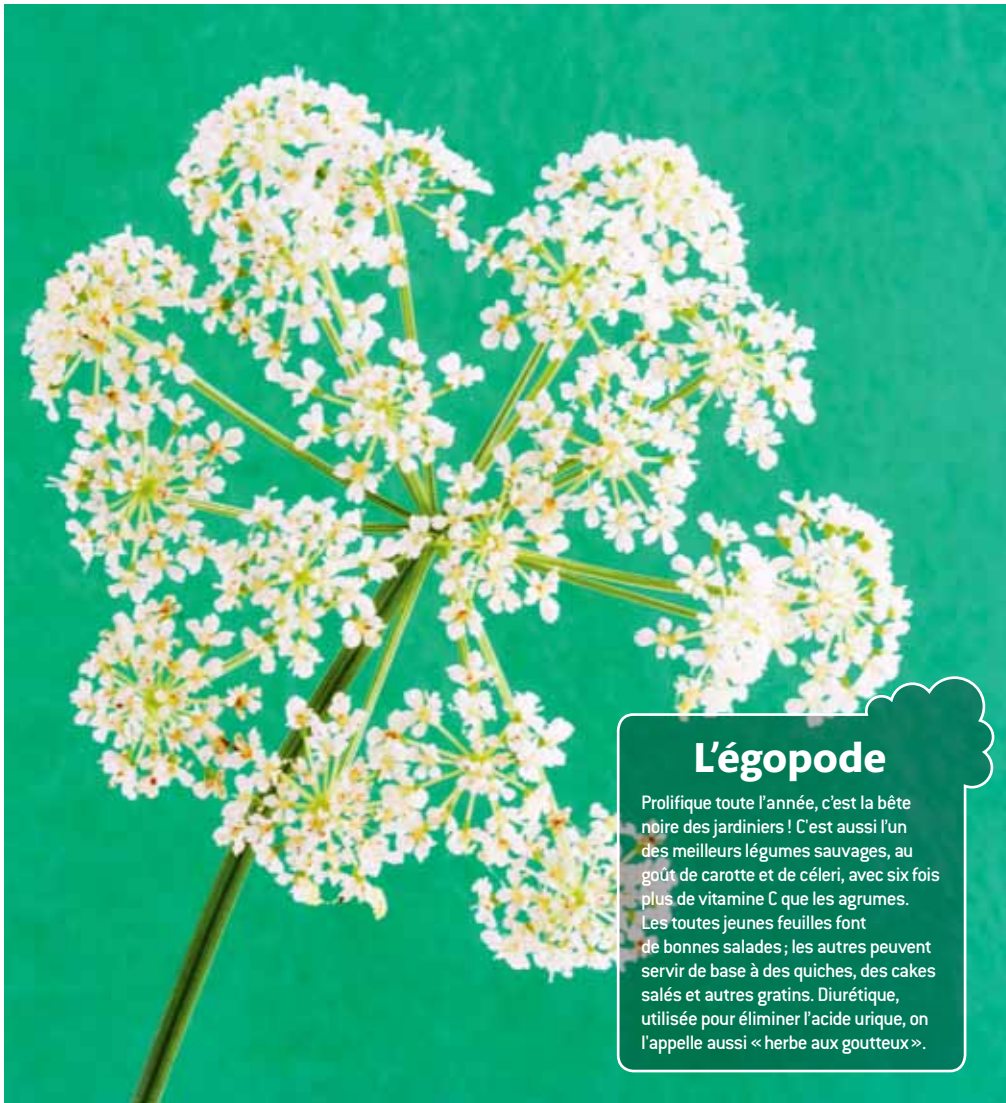 L'égopode
Prolifique toute l'année, c'est la bête
noire des jardiniers ! C'est aussi l'un
des meilleurs légumes sauvages, au
goût de carotte et de céleri, avec six fois
plus de vitamine C que les agrumes.
Les toutes jeunes feuilles font
de bonnes salades ; les autres peuvent
servir de base à des quiches, des cakes
salés et autres gratins. Diurétique,
utilisée pour éliminer l'acide urique, on
l'appelle aussi « herbe aux goutteux ».